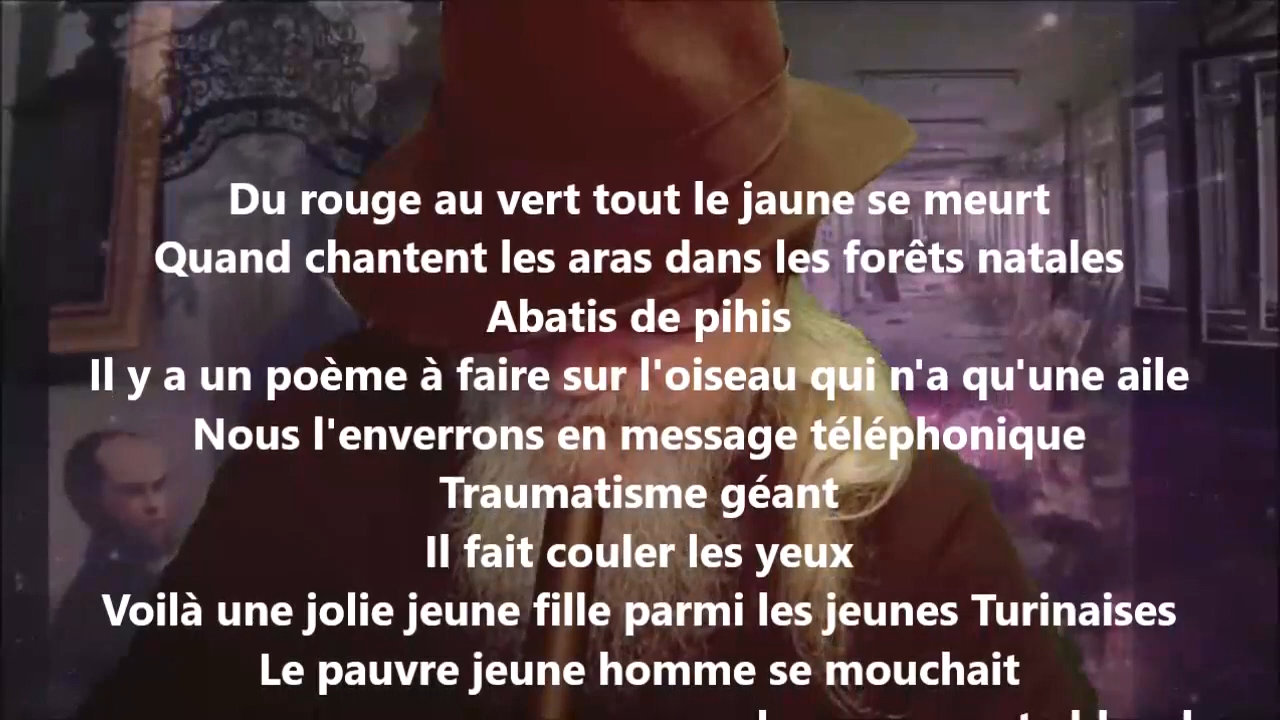 Du rouge au vert tout le jaune se meurt
Quand chantent les aras dans les forêts natales
Abatis de pihis
Il y a un poème à faire sur l'oiseau qui n'a qu'une aile
Nous l'enverrons en message téléphonique
Traumatisme géant
Il fait couler les yeux
Voilà une jolie jeune fille parmi les jeunes Turinaises
Le pauvre jeune homme se mouchait